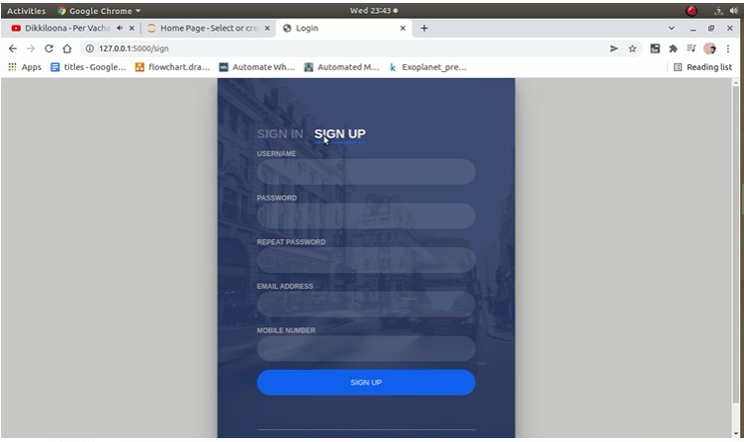 Activities Google Chrome ▾ Wed 23:43
Dikkiloona - Per Vacha × Home Page - Select or cre × Login × +
127.0.0.1:5000/sign
Apps titles - Google... flowchart.dra... Automate Wh... Automated M... Exoplanet_pre... Reading list
SIGN IN SIGN UP
USERNAME
PASSWORD
REPEAT PASSWORD
EMAIL ADDRESS
MOBILE NUMBER
SIGN UP